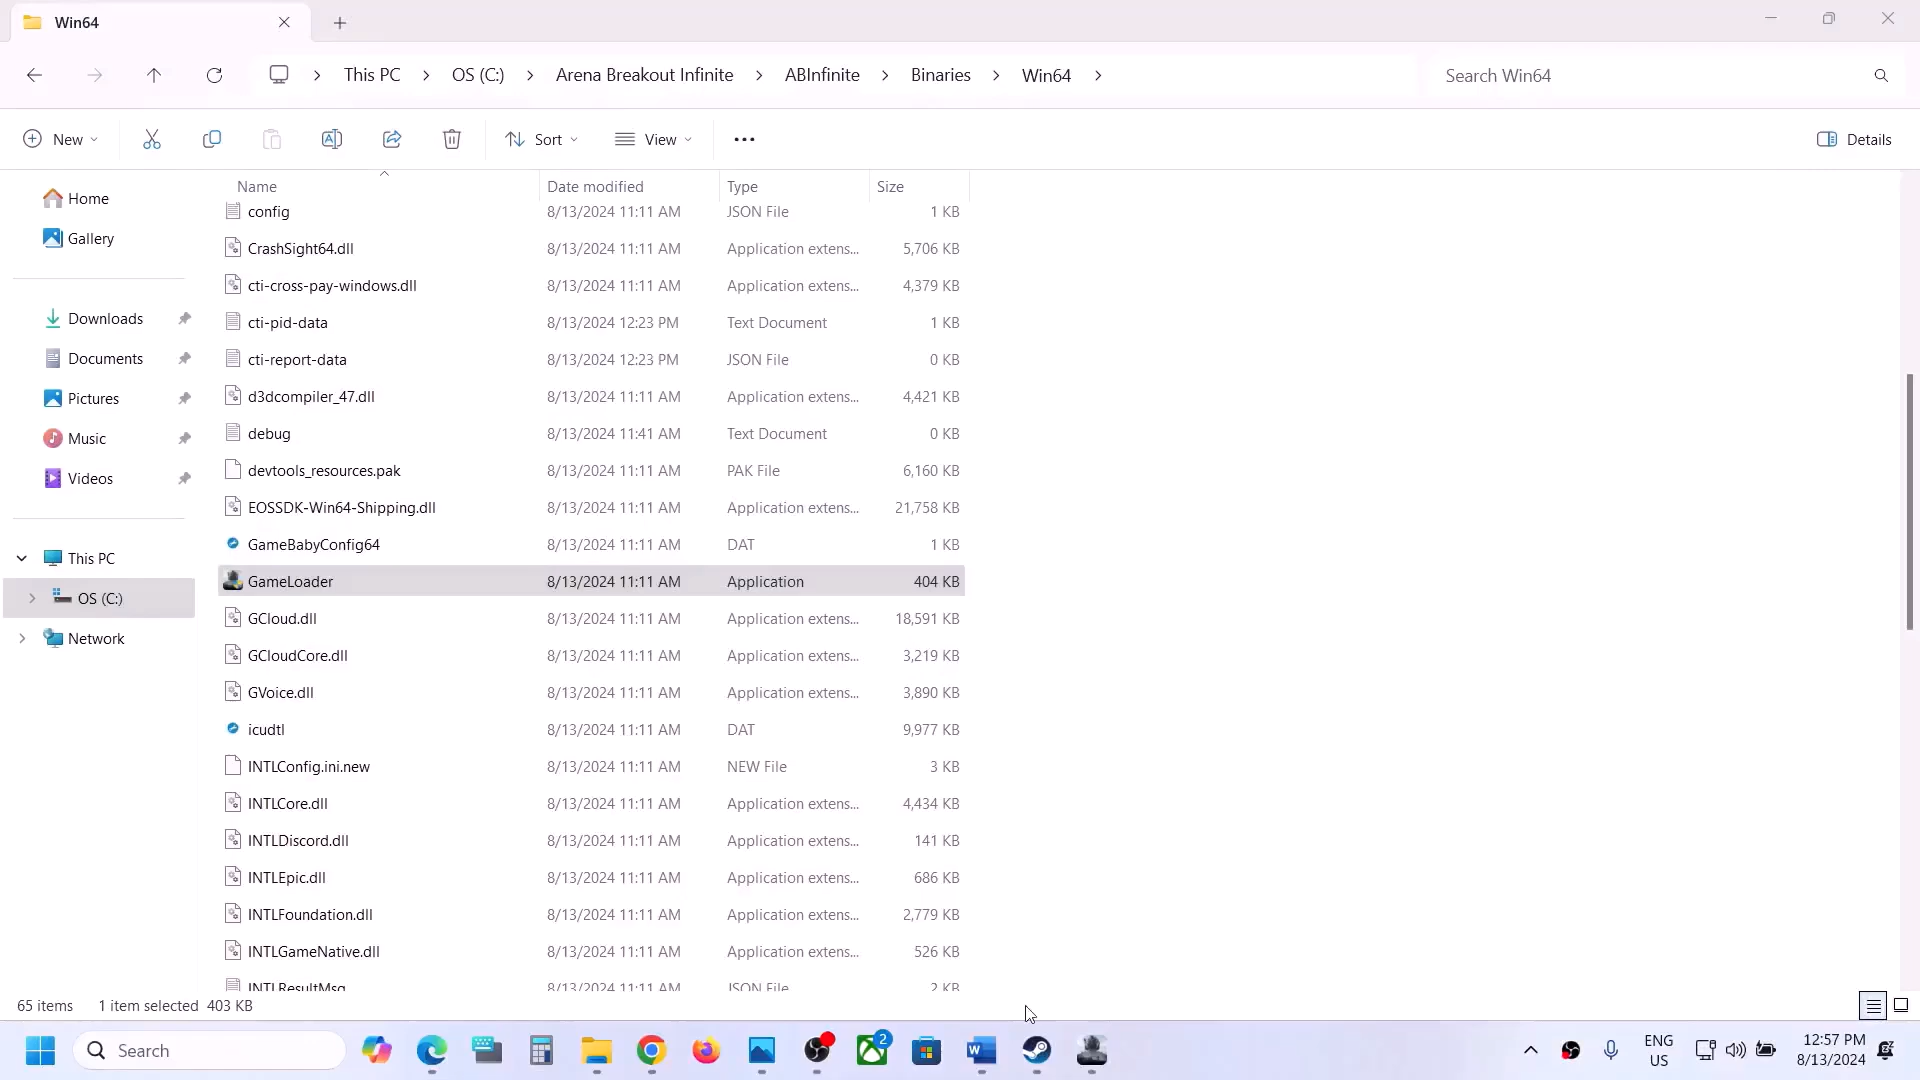 Win64
This PC > OS (C:) > Arena Breakout Infinite > ABInfinite > Binaries > Win64 >
Search Win64
New
Sort
View
Details
Name Date modified Type Size
Home
Gallery
Downloads
Documents
Pictures
Music
Videos
This PC
OS (C:)
Network
config 8/13/2024 11:11 AM JSON File 1 KB
CrashSight64.dll 8/13/2024 11:11 AM Application extens... 5,706 KB
cti-cross-pay-windows.dll 8/13/2024 11:11 AM Application extens... 4,379 KB
cti-pid-data 8/13/2024 12:23 PM Text Document 1 KB
cti-report-data 8/13/2024 12:23 PM JSON File 0 KB
d3dcompiler_47.dll 8/13/2024 11:11 AM Application extens... 4,421 KB
debug 8/13/2024 11:41 AM Text Document 0 KB
devtools_resources.pak 8/13/2024 11:11 AM PAK File 6,160 KB
EOSSDK-Win64-Shipping.dll 8/13/2024 11:11 AM Application extens... 21,758 KB
GameBabyConfig64 8/13/2024 11:11 AM DAT 1 KB
GameLoader 8/13/2024 11:11 AM Application 404 KB
GCloud.dll 8/13/2024 11:11 AM Application extens... 18,591 KB
GCloudCore.dll 8/13/2024 11:11 AM Application extens... 3,219 KB
GVoice.dll 8/13/2024 11:11 AM Application extens... 3,890 KB
icudtl 8/13/2024 11:11 AM DAT 9,977 KB
INTLConfig.ini.new 8/13/2024 11:11 AM NEW File 3 KB
INTLCore.dll 8/13/2024 11:11 AM Application extens... 4,434 KB
INTLDiscord.dll 8/13/2024 11:11 AM Application extens... 141 KB
INTLEpic.dll 8/13/2024 11:11 AM Application extens... 686 KB
INTLFoundation.dll 8/13/2024 11:11 AM Application extens... 2,779 KB
INTLGameNative.dll 8/13/2024 11:11 AM Application extens... 526 KB
INTLResultMsg 8/13/2024 11:11 AM JSON File 2 KB
65 items 1 item selected 403 KB
Search
2
ENG
US
12:57 PM
8/13/2024